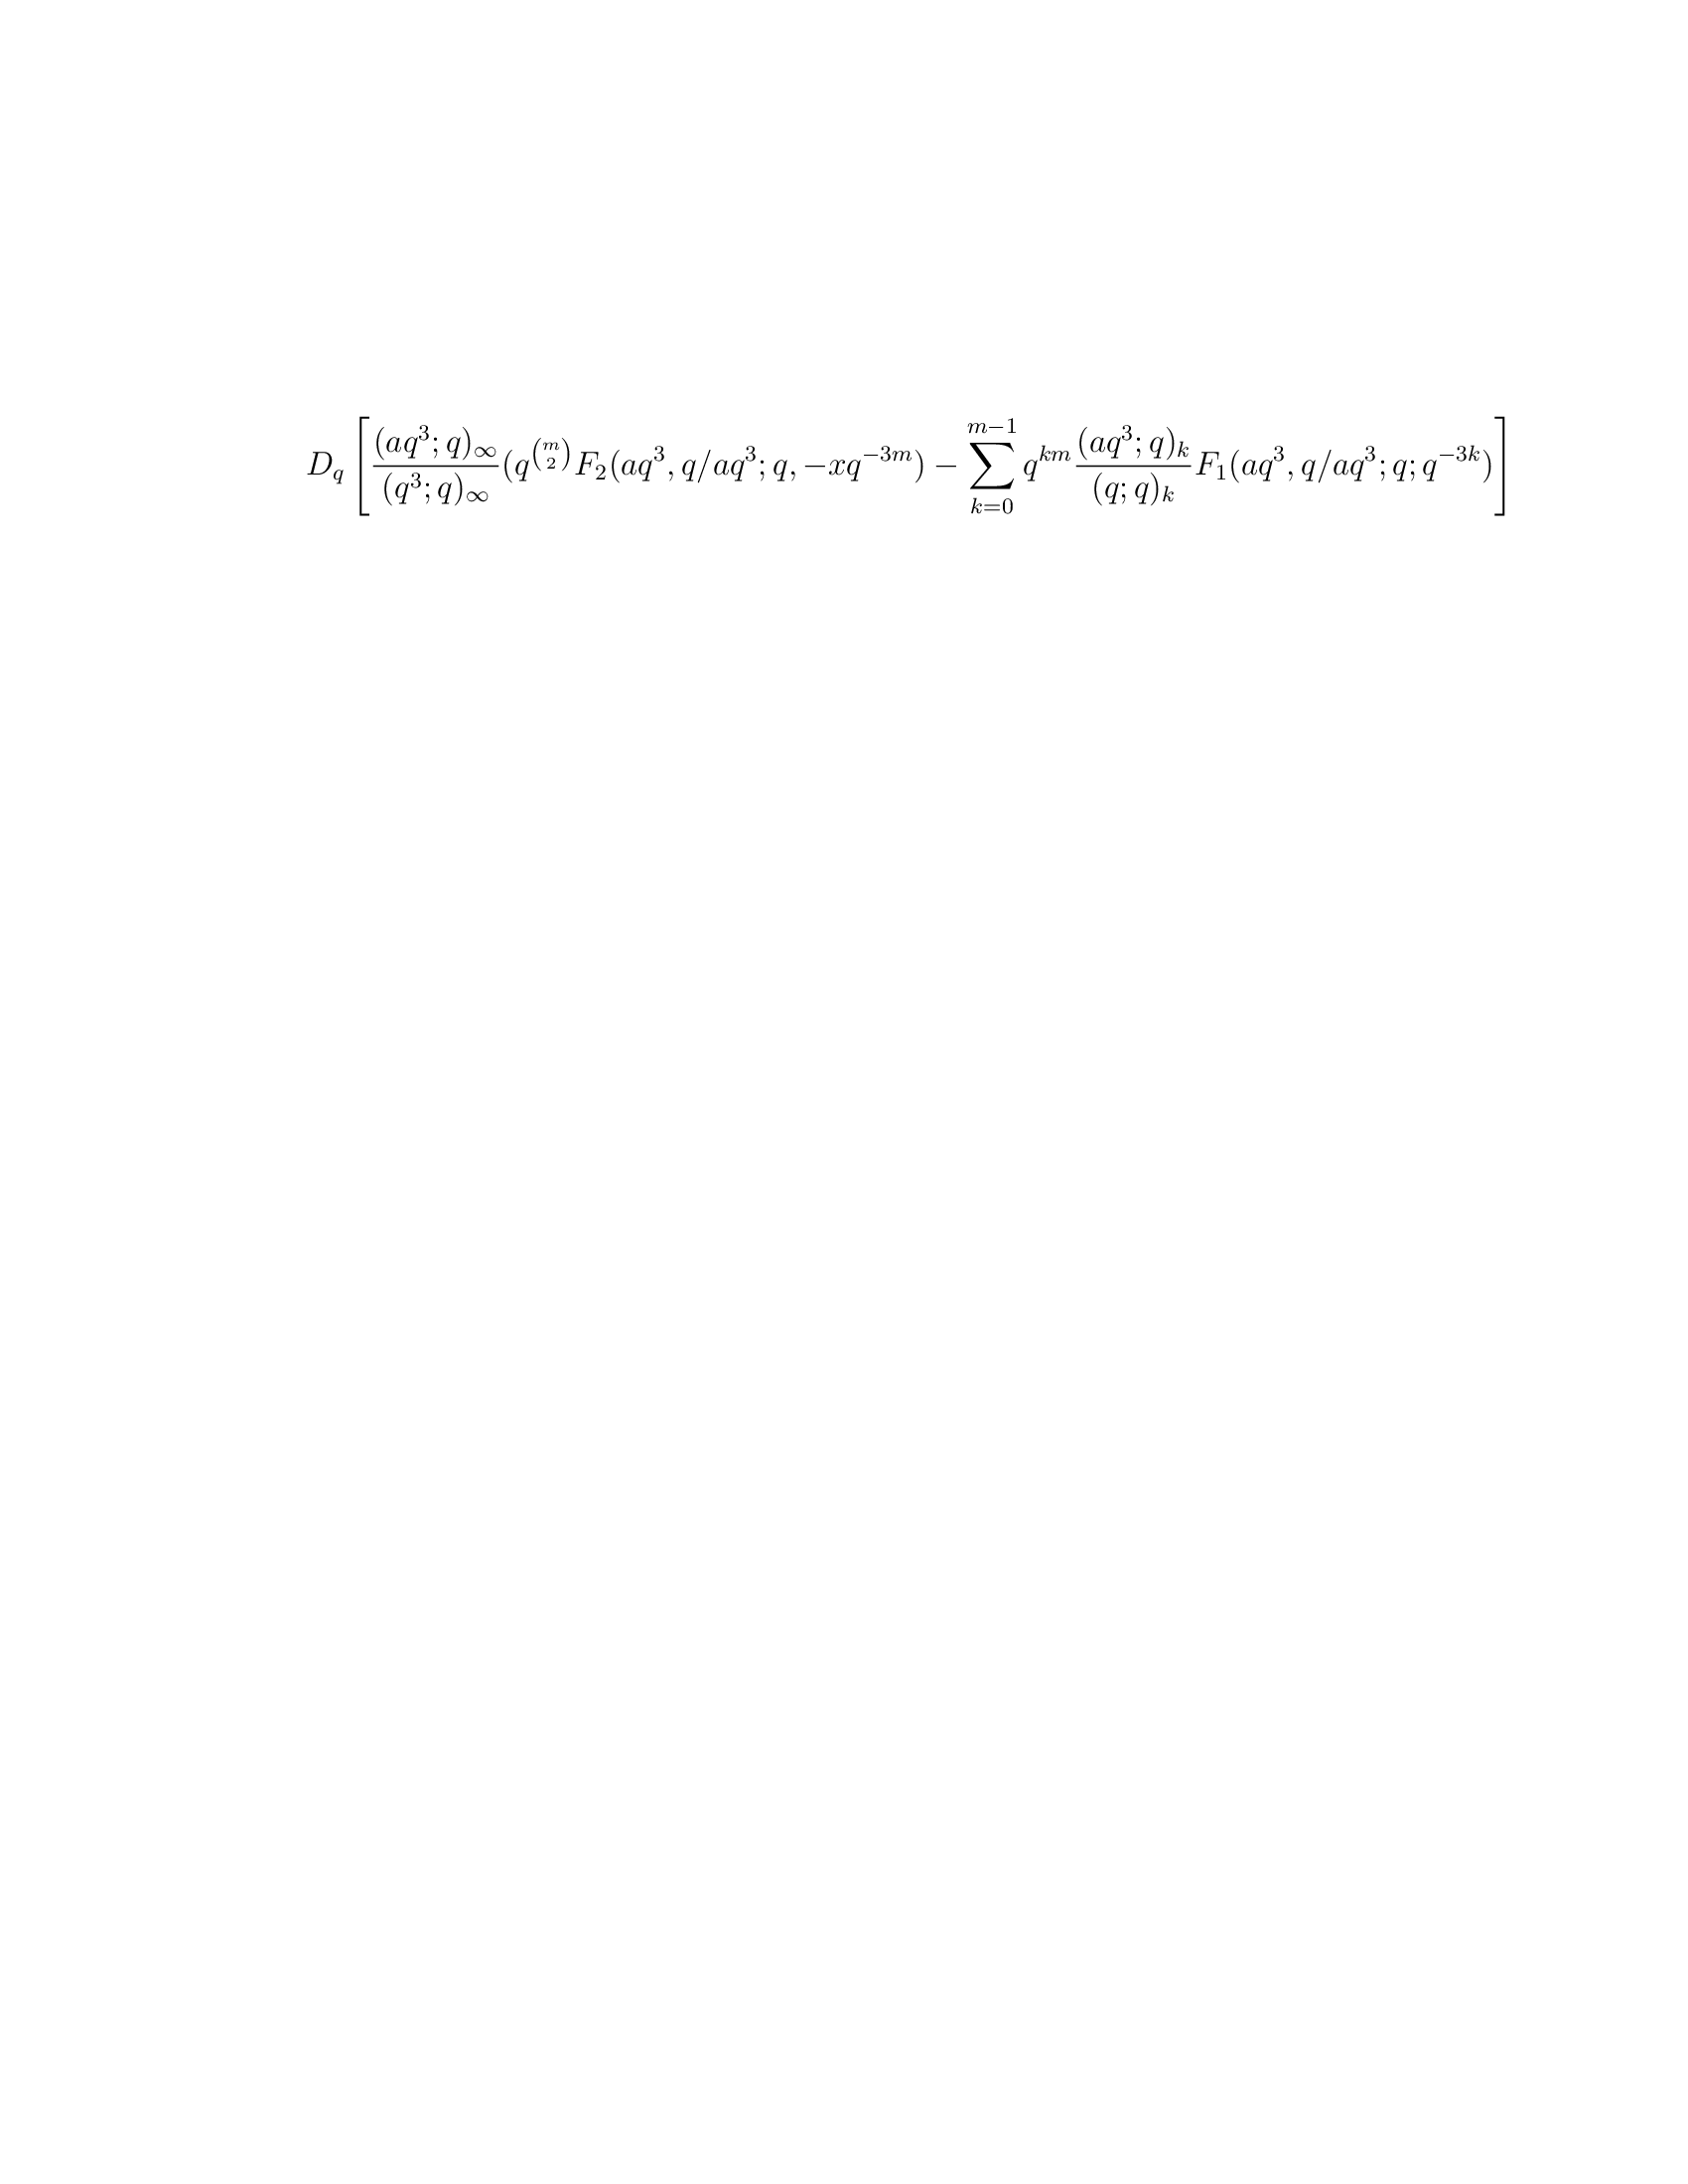 D_q \left[ \frac{(aq^3;q)_\infty}{(q^3;q)_\infty} (q^{\binom{m}{2}} F_2(aq^3, q/aq^3; q, -xq^{-3m}) - \sum_{k=0}^{m-1} q^{km} \frac{(aq^3;q)_k}{(q;q)_k} F_1(aq^3, q/aq^3; q; q^{-3k}) \right]